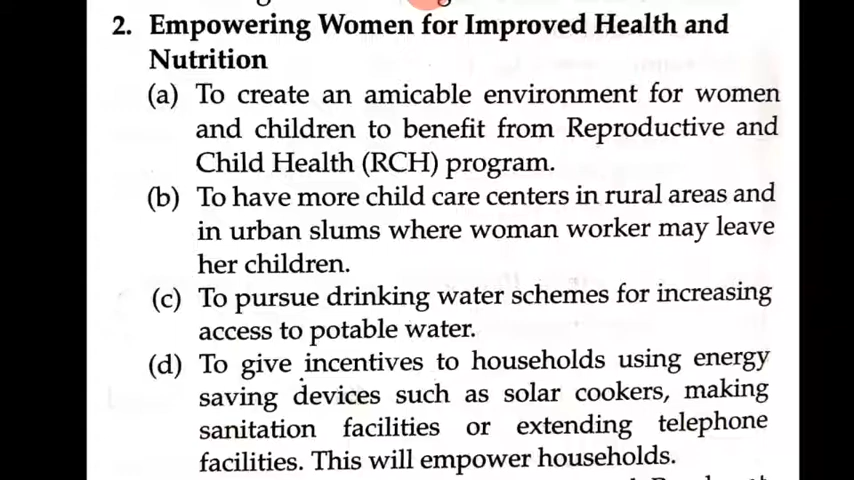 2. Empowering Women for Improved Health and
Nutrition
(a) To create an amicable environment for women
and children to benefit from Reproductive and
Child Health (RCH) program.
(b) To have more child care centers in rural areas and
in urban slums where woman worker may leave
her children.
(c) To pursue drinking water schemes for increasing
access to potable water.
(d) To give incentives to households using energy
saving devices such as solar cookers, making
sanitation facilities or extending telephone
facilities. This will empower households.